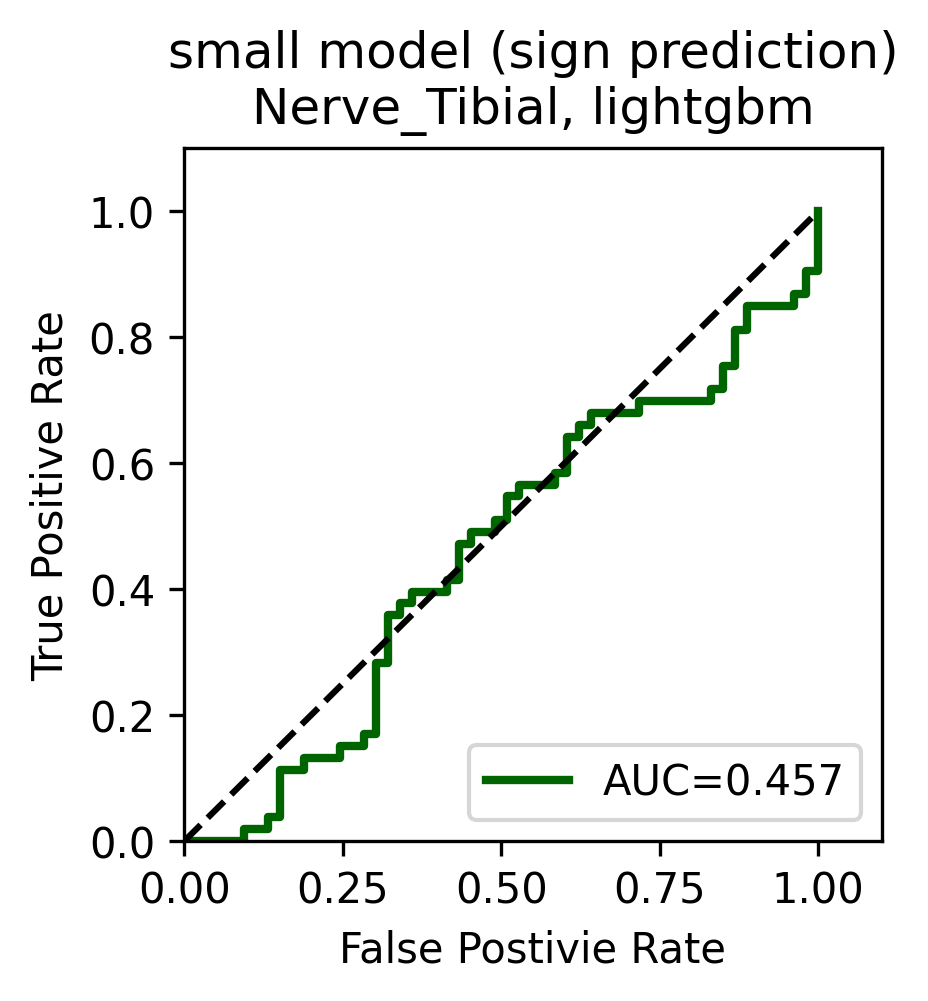 small model (sign prediction)
Nerve_Tibial, lightgbm
1.0
0.8
0.6
0.4
0.2
0.0
True Positive Rate
AUC=0.457
0.00 0.25 0.50 0.75 1.00
False Postivie Rate